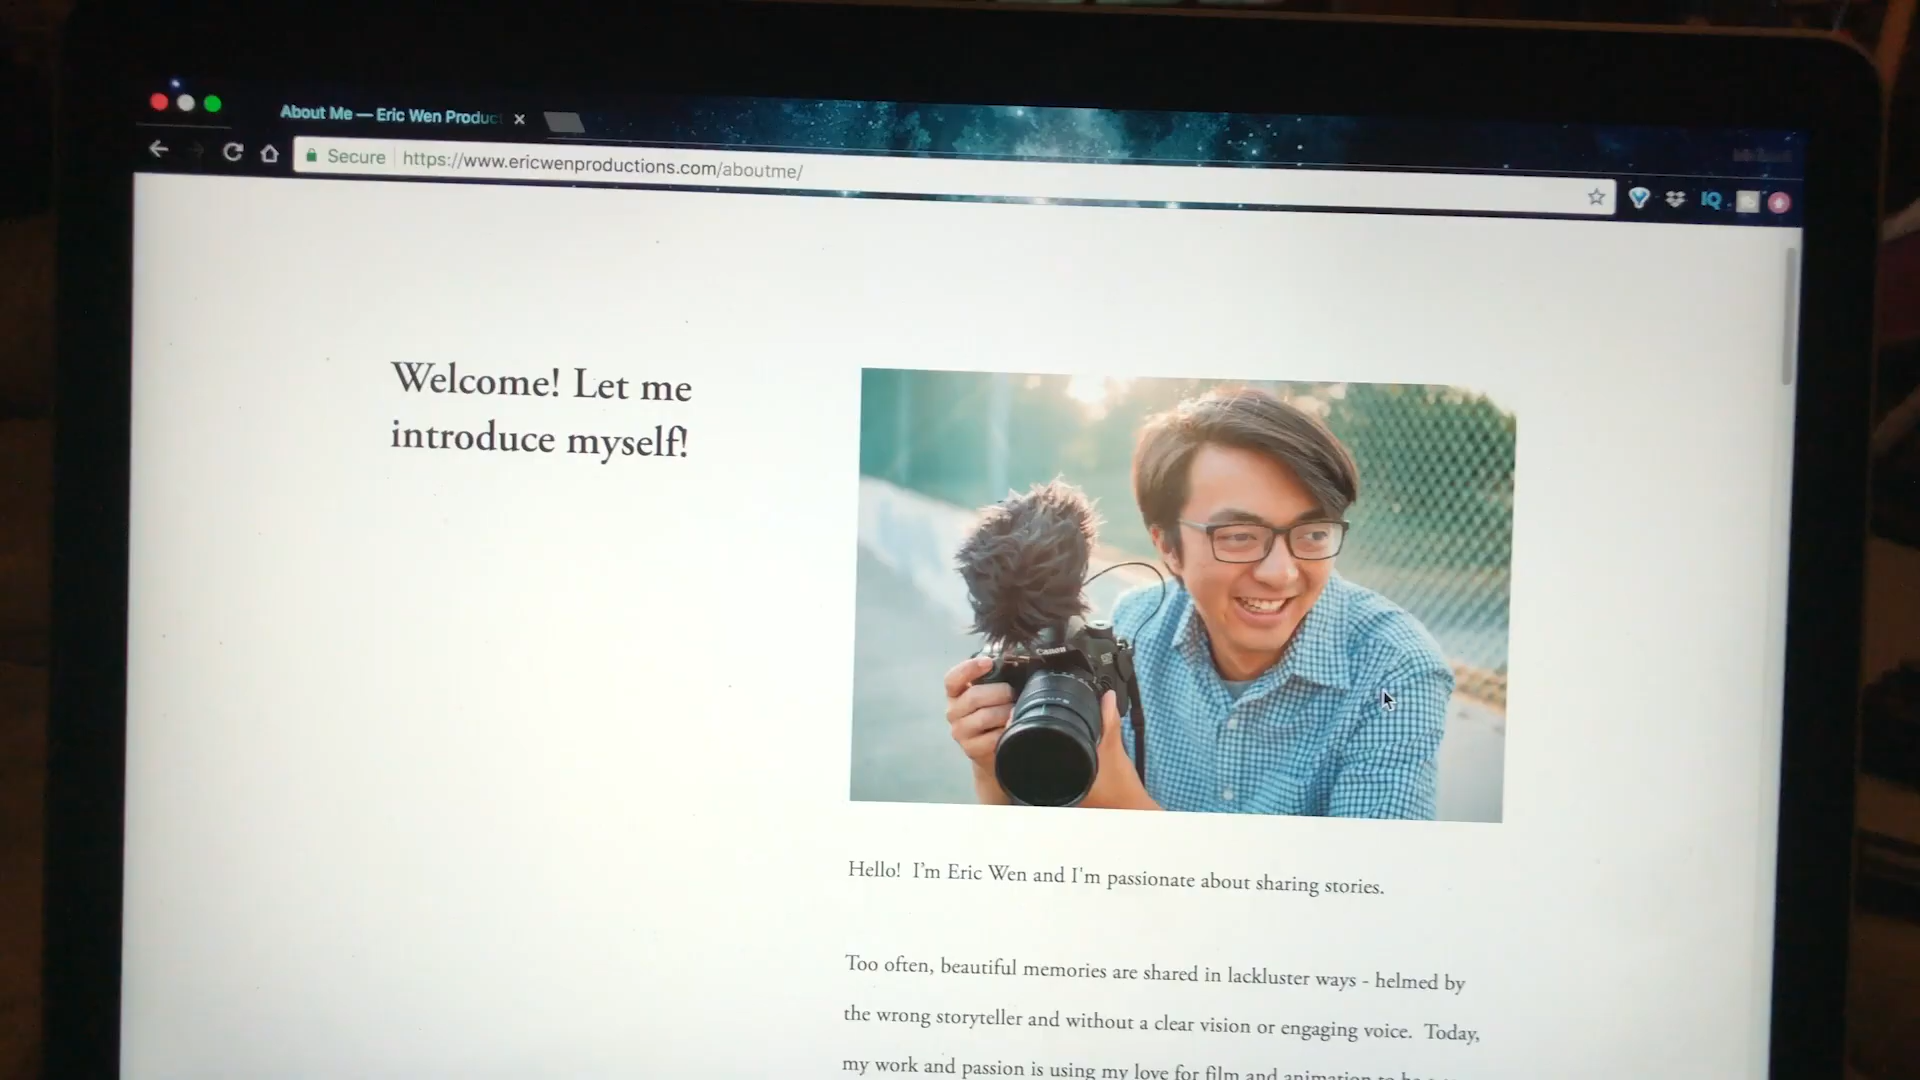 About Me — Eric Wen Produc
Secure https://www.ericwenproductions.com/aboutme/
IQ
Welcome! Let me
introduce myself!
Canon
Hello! I'm Eric Wen and I'm passionate about sharing stories.
Too often, beautiful memories are shared in lackluster ways - helmed by
the wrong storyteller and without a clear vision or engaging voice. Today,
my work and passion is using my love for film and animation to